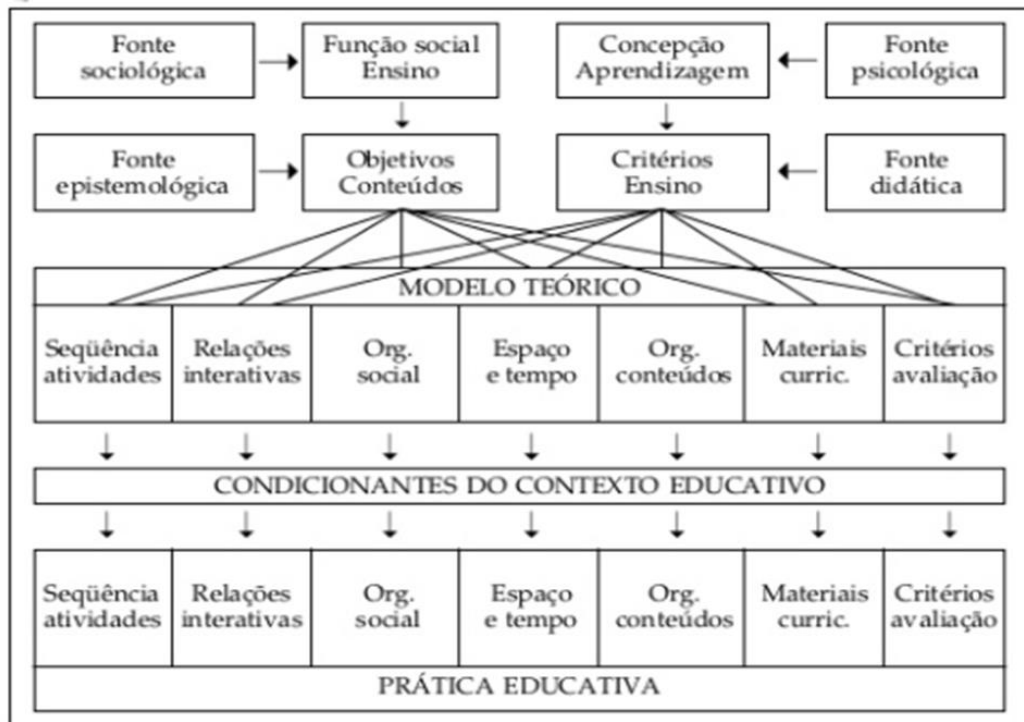 Fonte
sociológica
Função social
Ensino
Concepção
Aprendizagem
Fonte
psicológica
Fonte
epistemológica
Objetivos
Conteúdos
Critérios
Ensino
Fonte
didática
MODELO TEÓRICO
Seqüência
atividades
Relações
interativas
Org.
social
Espaço
e tempo
Org.
conteúdos
Materiais
curric.
Critérios
avaliação
CONDICIONANTES DO CONTEXTO EDUCATIVO
Seqüência
atividades
Relações
interativas
Org.
social
Espaço
e tempo
Org.
conteúdos
Materiais
curric.
Critérios
avaliação
PRÁTICA EDUCATIVA